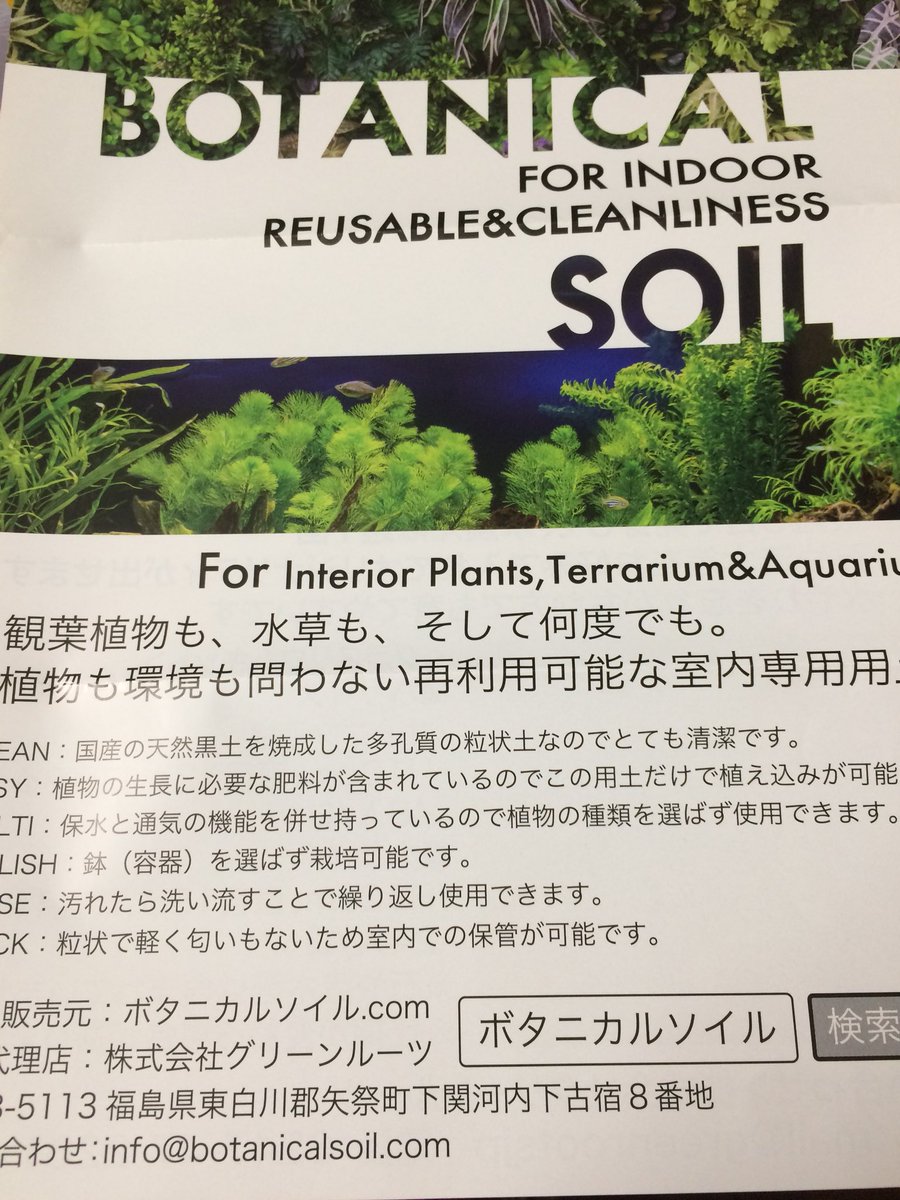 BOTANICAL
FOR INDOOR
REUSABLE&CLEANLINESS
SOIL
For Interior Plants,Terrarium&Aquariu
観葉植物も、水草も、そして何度でも。
植物も環境も問わない再利用可能な室内専用用土
EAN：国産の天然黒土を焼成した多孔質の粒状土なのでとても清潔です。
SY：植物の生長に必要な肥料が含まれているのでこの用土だけで植え込みが可能
LTI：保水と通気の機能を併せ持っているので植物の種類を選ばず使用できます。
LISH：鉢（容器）を選ばず栽培可能です。
SE：汚れたら洗い流すことで繰り返し使用できます。
CK：粒状で軽く匂いもないため室内での保管が可能です。
販売元：ボタニカルソイル.com
ボタニカルソイル 検索
代理店：株式会社グリーンルーツ
3-5113 福島県東白川郡矢祭町下関河内下古宿８番地
合わせ:info@botanicalsoil.com